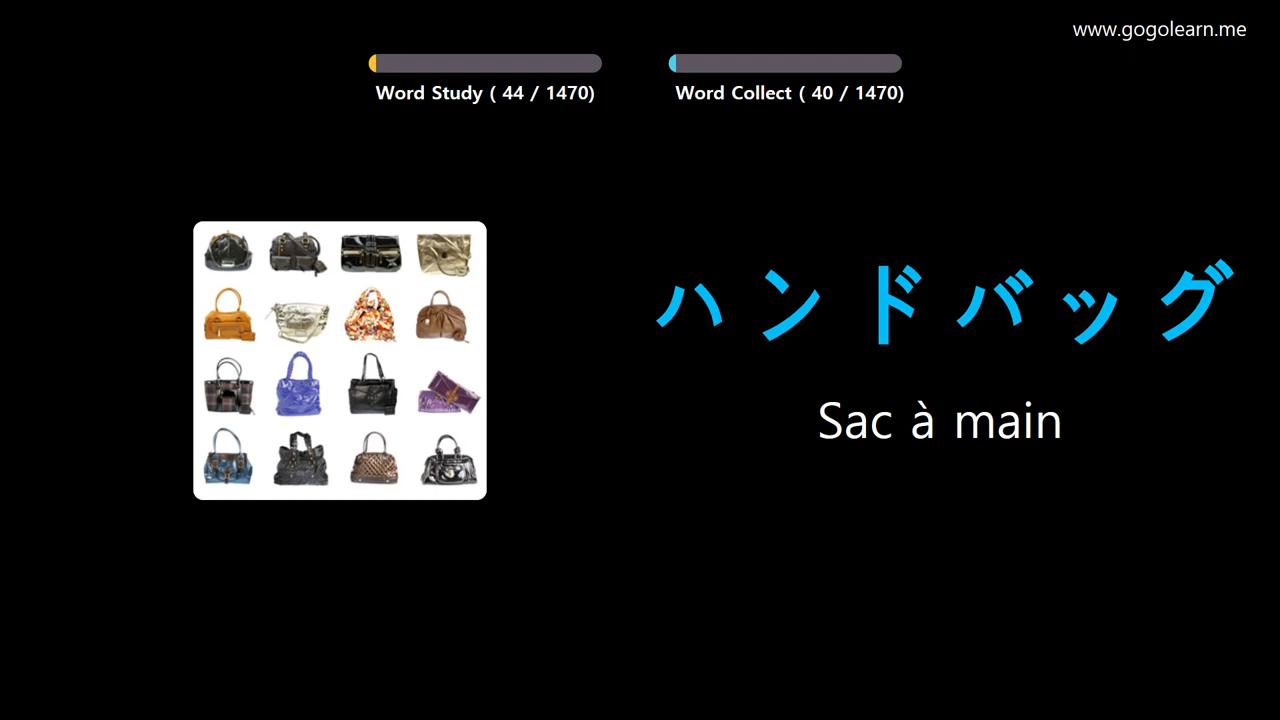 www.gogolearn.me
Word Study ( 44 / 1470)
Word Collect ( 40 / 1470)
ハンドバッグ
Sac à main